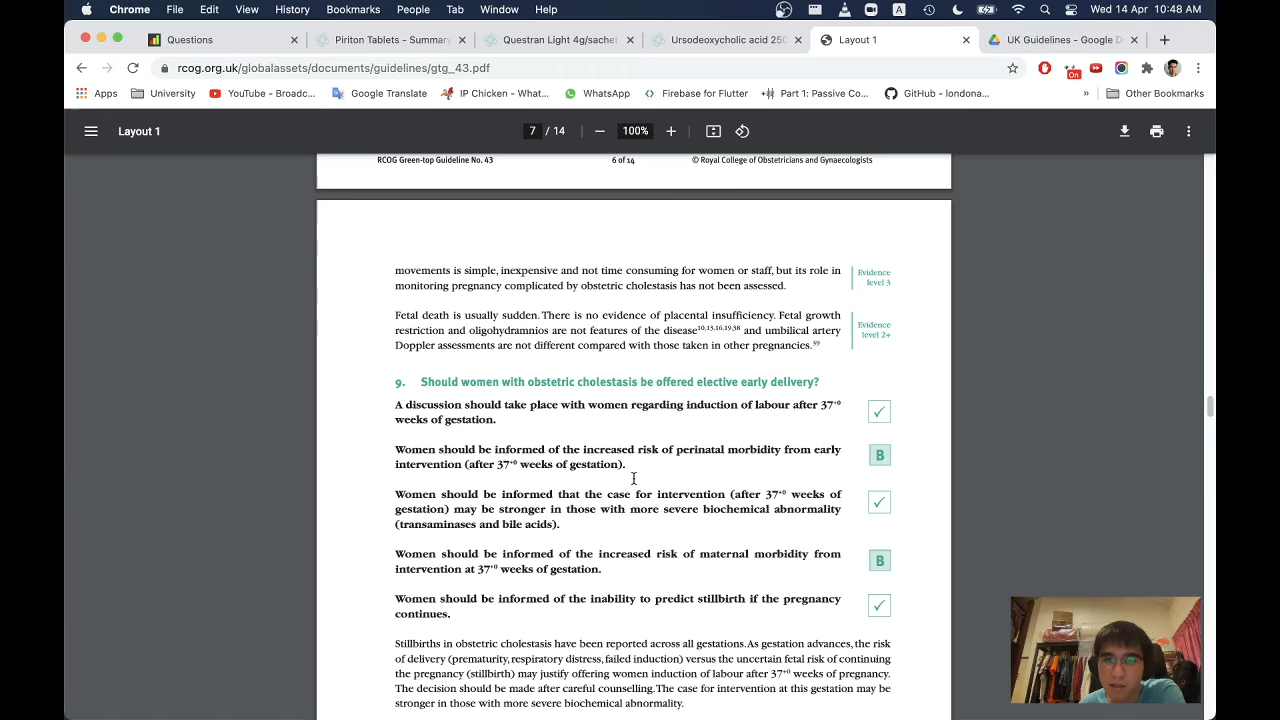 Chrome File Edit View History Bookmarks People Tab Window Help A Wed 14 Apr 10:48 AM
Questions × Piriton Tablets - Summary × Questran Light 4g/sachet × Ursodeoxycholic acid 250 × Layout 1 × UK Guidelines - Google D ×
rcog.org.uk/globalassets/documents/guidelines/gtg_43.pdf On
Apps University YouTube - Broadc... Google Translate IP Chicken - What... WhatsApp Firebase for Flutter Part 1: Passive Co... GitHub - londona... » Other Bookmarks
Layout 1 7 / 14 100%
RCOG Green-top Guideline No. 43 6 of 14 © Royal College of Obstetricians and Gynaecologists
movements is simple, inexpensive and not time consuming for women or staff, but its role in
monitoring pregnancy complicated by obstetric cholestasis has not been assessed.
Evidence
level 3
Fetal death is usually sudden. There is no evidence of placental insufficiency. Fetal growth
restriction and oligohydramnios are not features of the disease10,13,16,19,38 and umbilical artery
Doppler assessments are not different compared with those taken in other pregnancies.39
Evidence
level 2+
9. Should women with obstetric cholestasis be offered elective early delivery?
A discussion should take place with women regarding induction of labour after 37+0
weeks of gestation.
✓
Women should be informed of the increased risk of perinatal morbidity from early
intervention (after 37+0 weeks of gestation).
B
Women should be informed that the case for intervention (after 37+0 weeks of
gestation) may be stronger in those with more severe biochemical abnormality
(transaminases and bile acids).
✓
Women should be informed of the increased risk of maternal morbidity from
intervention at 37+0 weeks of gestation.
B
Women should be informed of the inability to predict stillbirth if the pregnancy
continues.
✓
Stillbirths in obstetric cholestasis have been reported across all gestations. As gestation advances, the risk
of delivery (prematurity, respiratory distress, failed induction) versus the uncertain fetal risk of continuing
the pregnancy (stillbirth) may justify offering women induction of labour after 37+0 weeks of pregnancy.
The decision should be made after careful counselling. The case for intervention at this gestation may be
stronger in those with more severe biochemical abnormality.